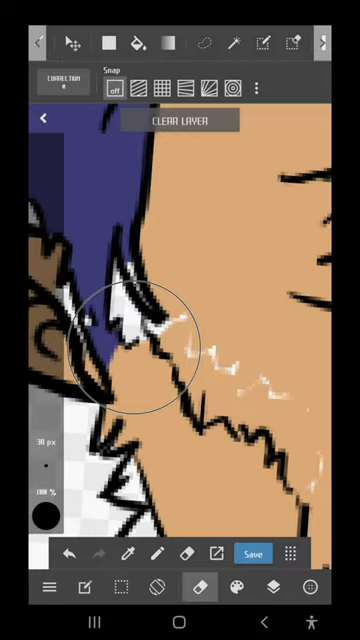 CORRECTION
Snap
off
CLEAR LAYER
30 px
100 %
Save